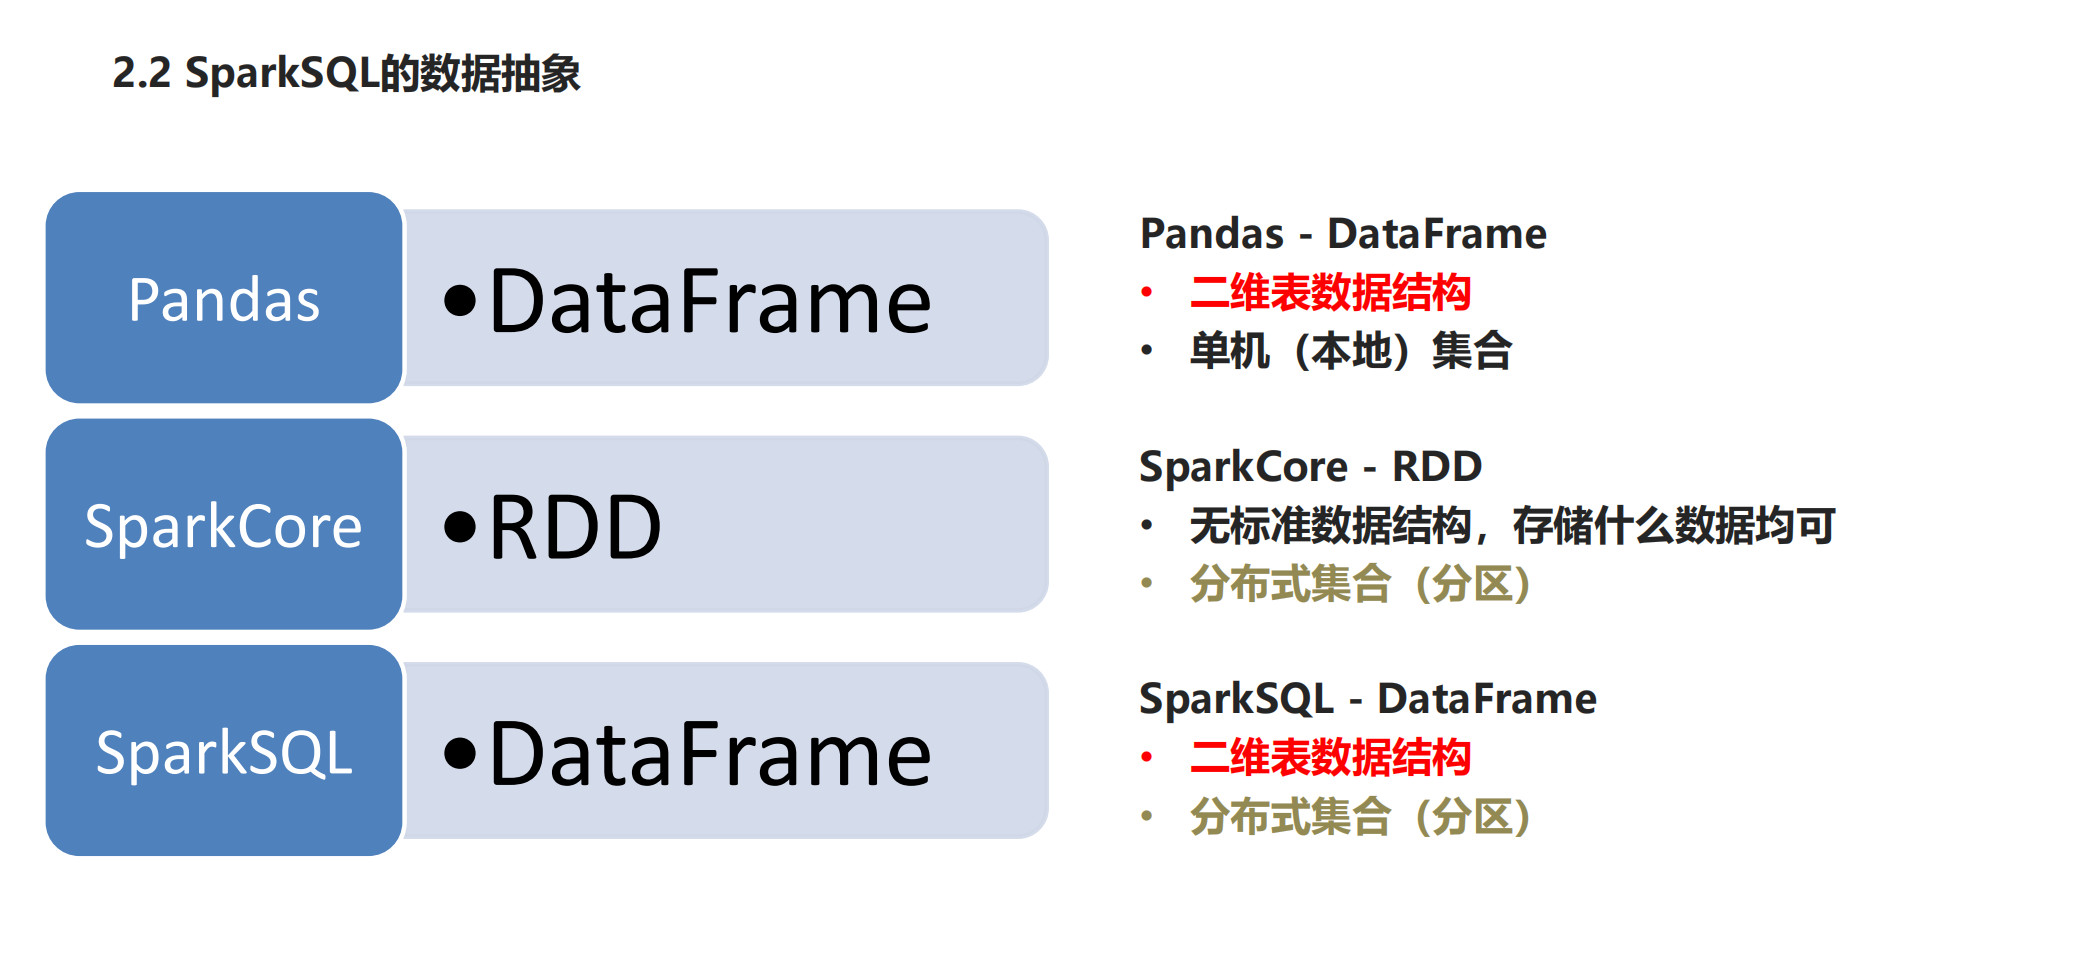 2.2 SparkSQL的数据抽象
Pandas
•DataFrame
SparkCore
•RDD
SparkSQL
•DataFrame
Pandas - DataFrame
• 二维表数据结构
• 单机（本地）集合
SparkCore - RDD
• 无标准数据结构，存储什么数据均可
• 分布式集合（分区）
SparkSQL - DataFrame
• 二维表数据结构
• 分布式集合（分区）